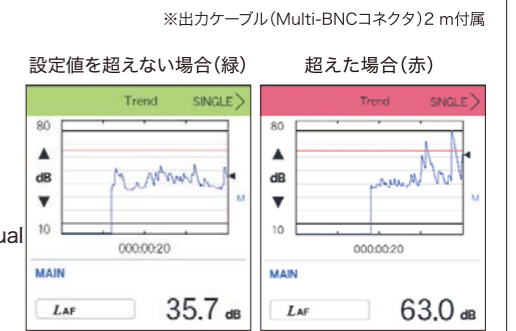 ※出力ケーブル(Multi-BNCコネクタ)2 m付属
設定値を超えない場合(緑)
Trend SINGLE
80
▲
dB
▼
10
M
000:00:20
MAIN
LAF
35.7 dB
超えた場合(赤)
Trend SINGLE
80
▲
dB
▼
10
M
000:00:20
MAIN
LAF
63.0 dB
ual